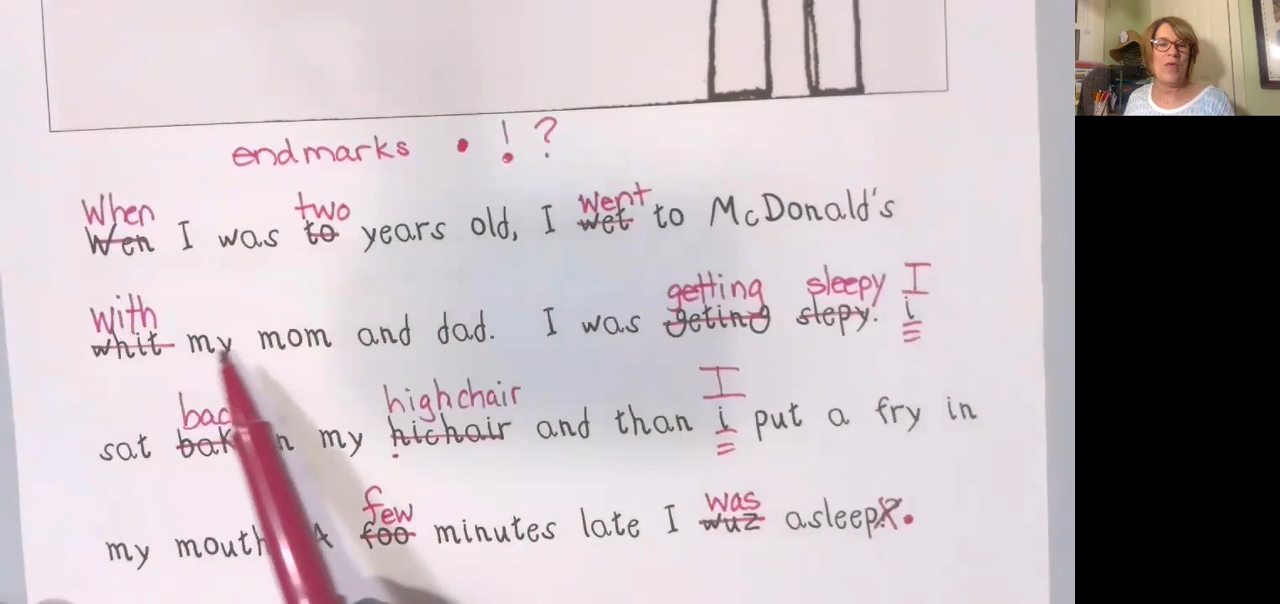 endmarks . ! ?
When two went
Wen I was to years old, I wet to McDonald's
With getting sleepy I
whit my mom and dad. I was geting slepy. i
highchair I
sat my hichair and than i put a fry in
few was
my mouth foo minutes late I wuz asleep.